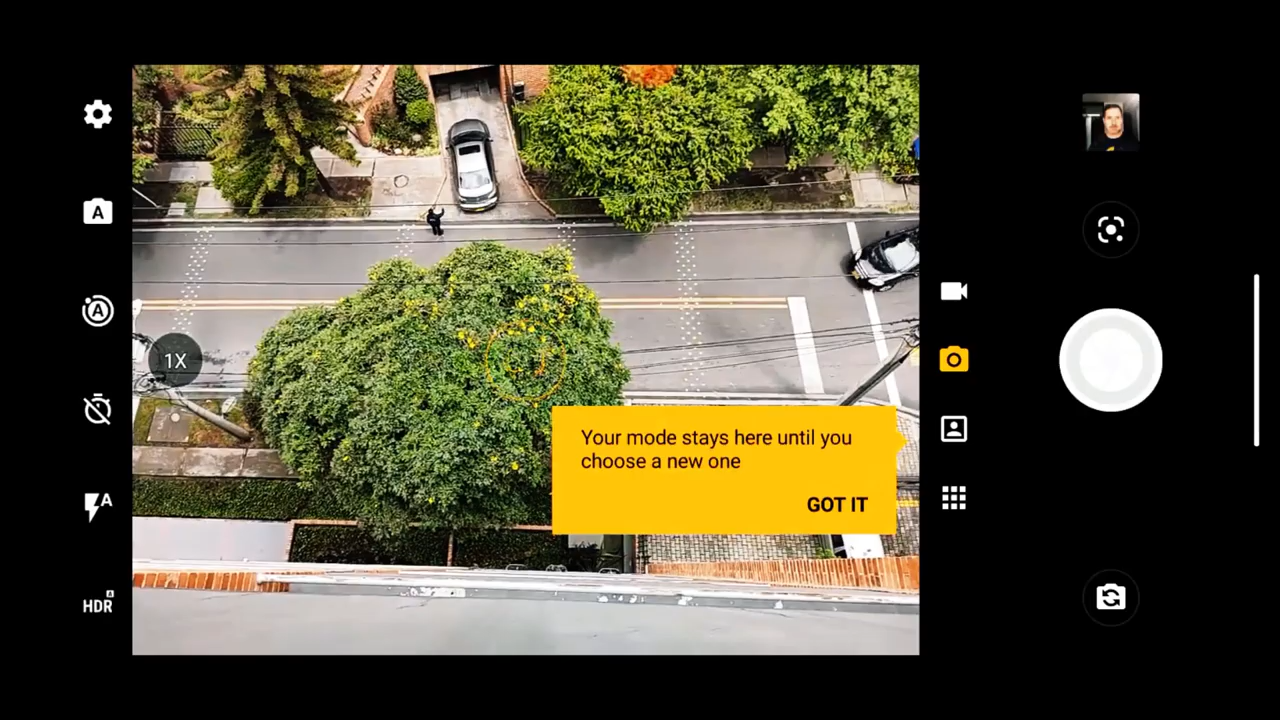 A
A
1X
A
HDR A
Your mode stays here until you
choose a new one
GOT IT